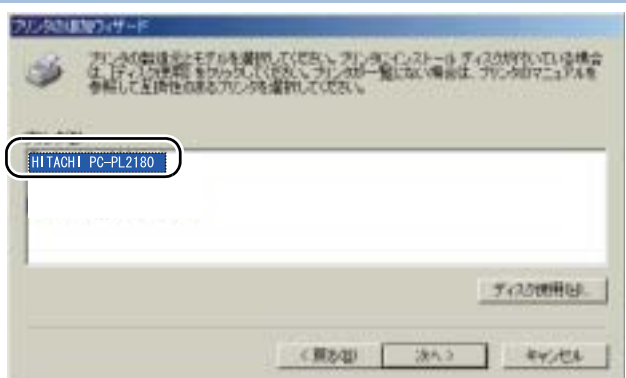 プリンタの追加ウィザード
プリンタの製造元とモデルを選択してください。プリンタにインストール ディスクが付いている場合
は、[ディスク使用] をクリックしてください。プリンタが一覧にない場合は、プリンタのマニュアルを
参照して互換性のあるプリンタを選択してください。
HITACHI PC-PL2180
ディスク使用(H)...
< 戻る(B)
次へ >
キャンセル